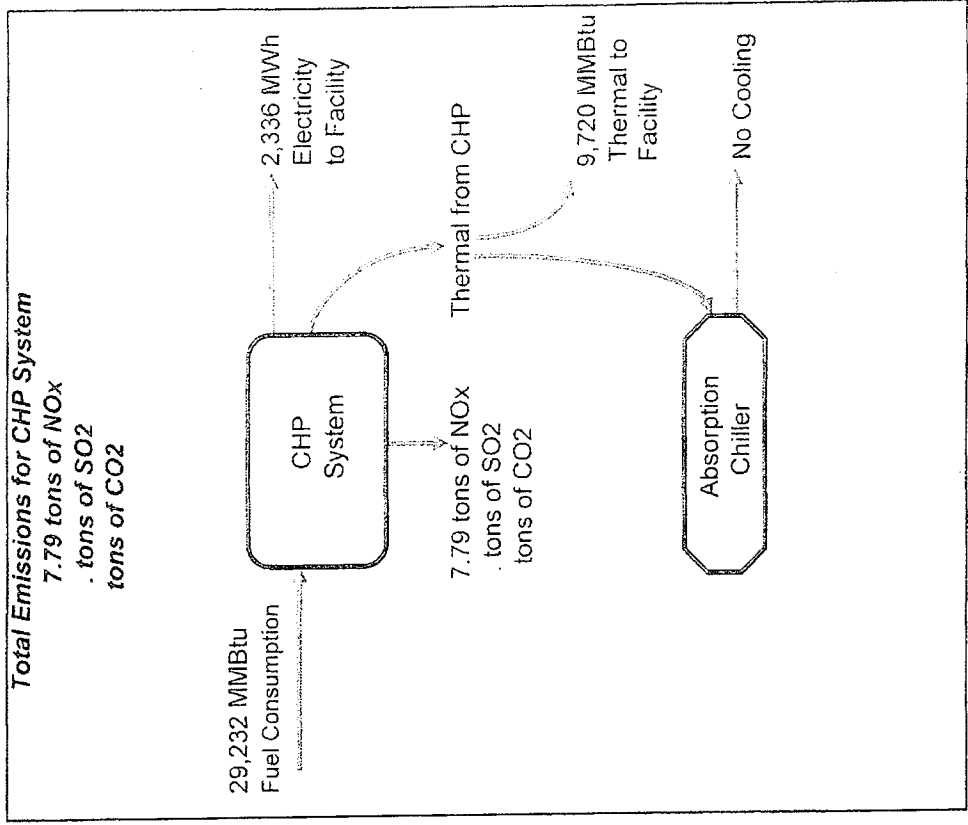 Total Emissions for CHP System
7.79 tons of NOx
. tons of SO2
tons of CO2
29,232 MMBtu
Fuel Consumption
CHP
System
2,336 MWh
Electricity
to Facility
7.79 tons of NOx
. tons of SO2
tons of CO2
Thermal from CHP
9,720 MMBtu
Thermal to
Facility
Absorption
Chiller
No Cooling